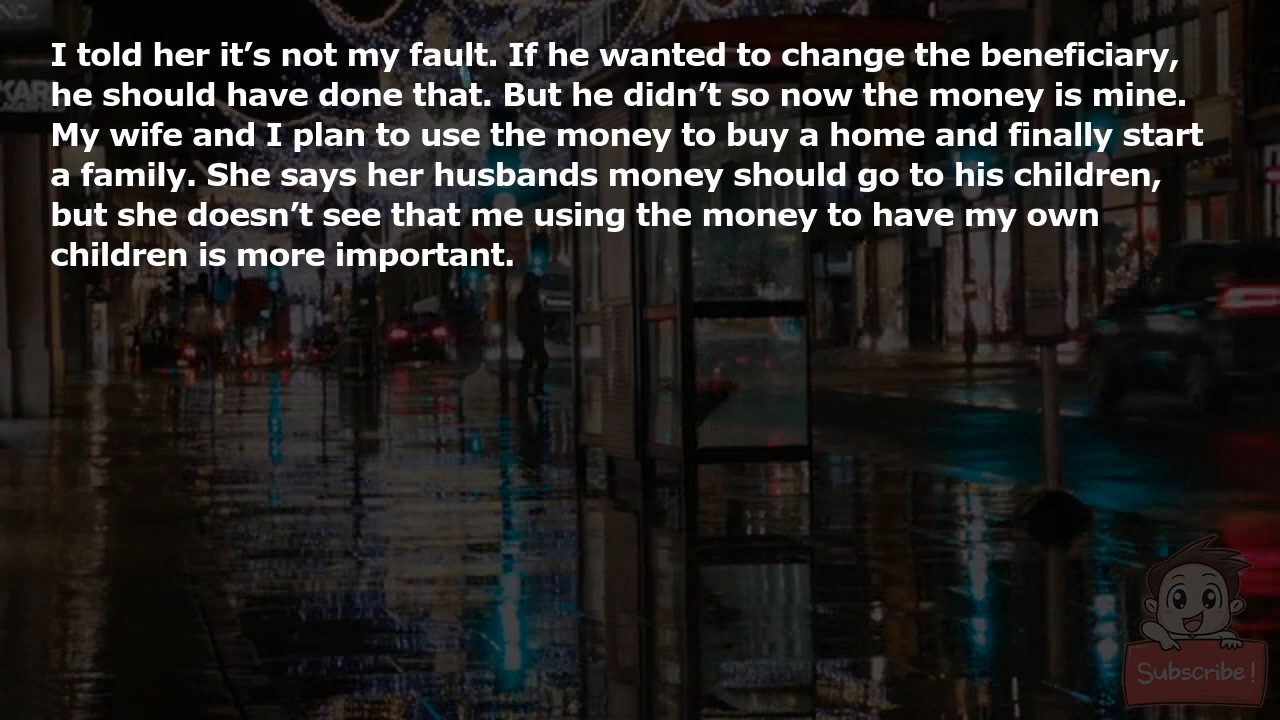 I told her it’s not my fault. If he wanted to change the beneficiary,
he should have done that. But he didn’t so now the money is mine.
My wife and I plan to use the money to buy a home and finally start
a family. She says her husbands money should go to his children,
but she doesn’t see that me using the money to have my own
children is more important.
Subscribe!